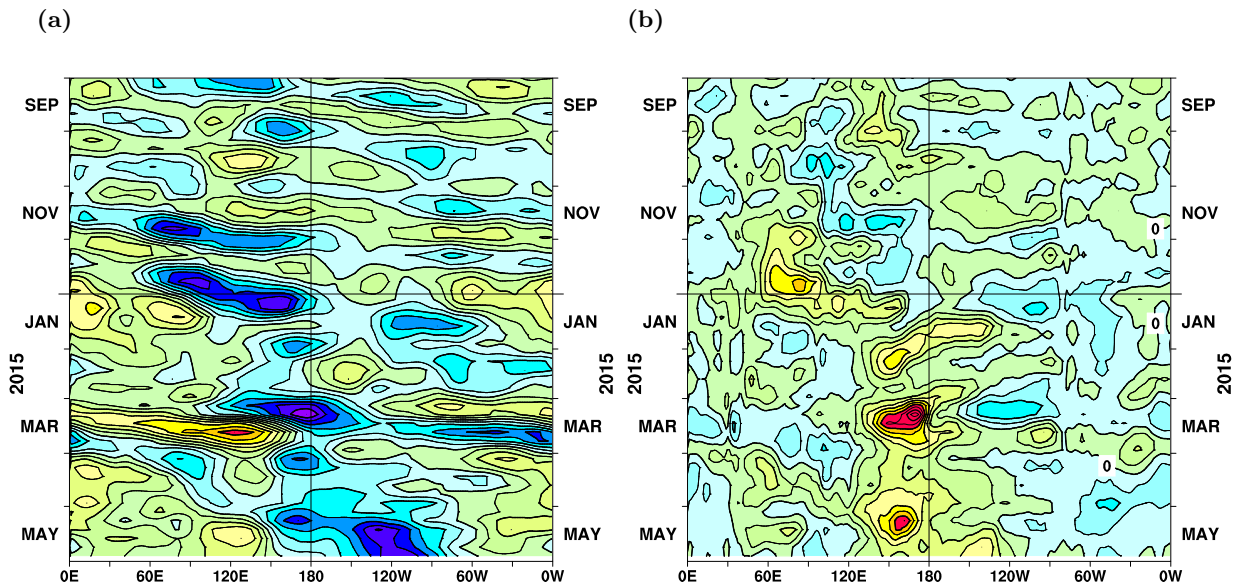 (a) (b)
SEP SEP SEP SEP
NOV NOV NOV NOV
0
JAN JAN JAN JAN
0
2015 2015 2015 2015
MAR MAR MAR MAR
0
MAY MAY MAY MAY
0E 60E 120E 180 120W 60W 0W 0E 60E 120E 180 120W 60W 0W